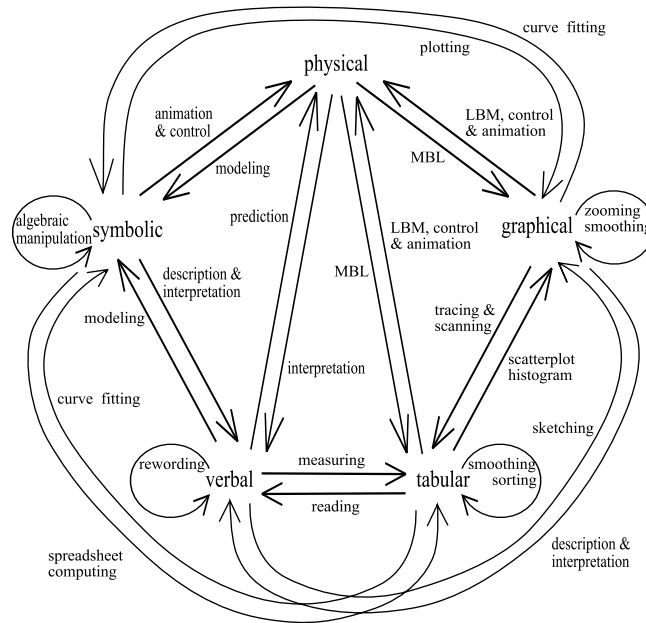 curve fitting
plotting
physical
animation
& control
LBM, control
& animation
modeling
MBL
algebraic
manipulation
symbolic
prediction
LBM, control
& animation
graphical
zooming
smoothing
description &
interpretation
MBL
modeling
tracing &
scanning
interpretation
scatterplot
histogram
curve fitting
sketching
rewording
verbal
measuring
tabular
smoothing
sorting
reading
spreadsheet
computing
description &
interpretation